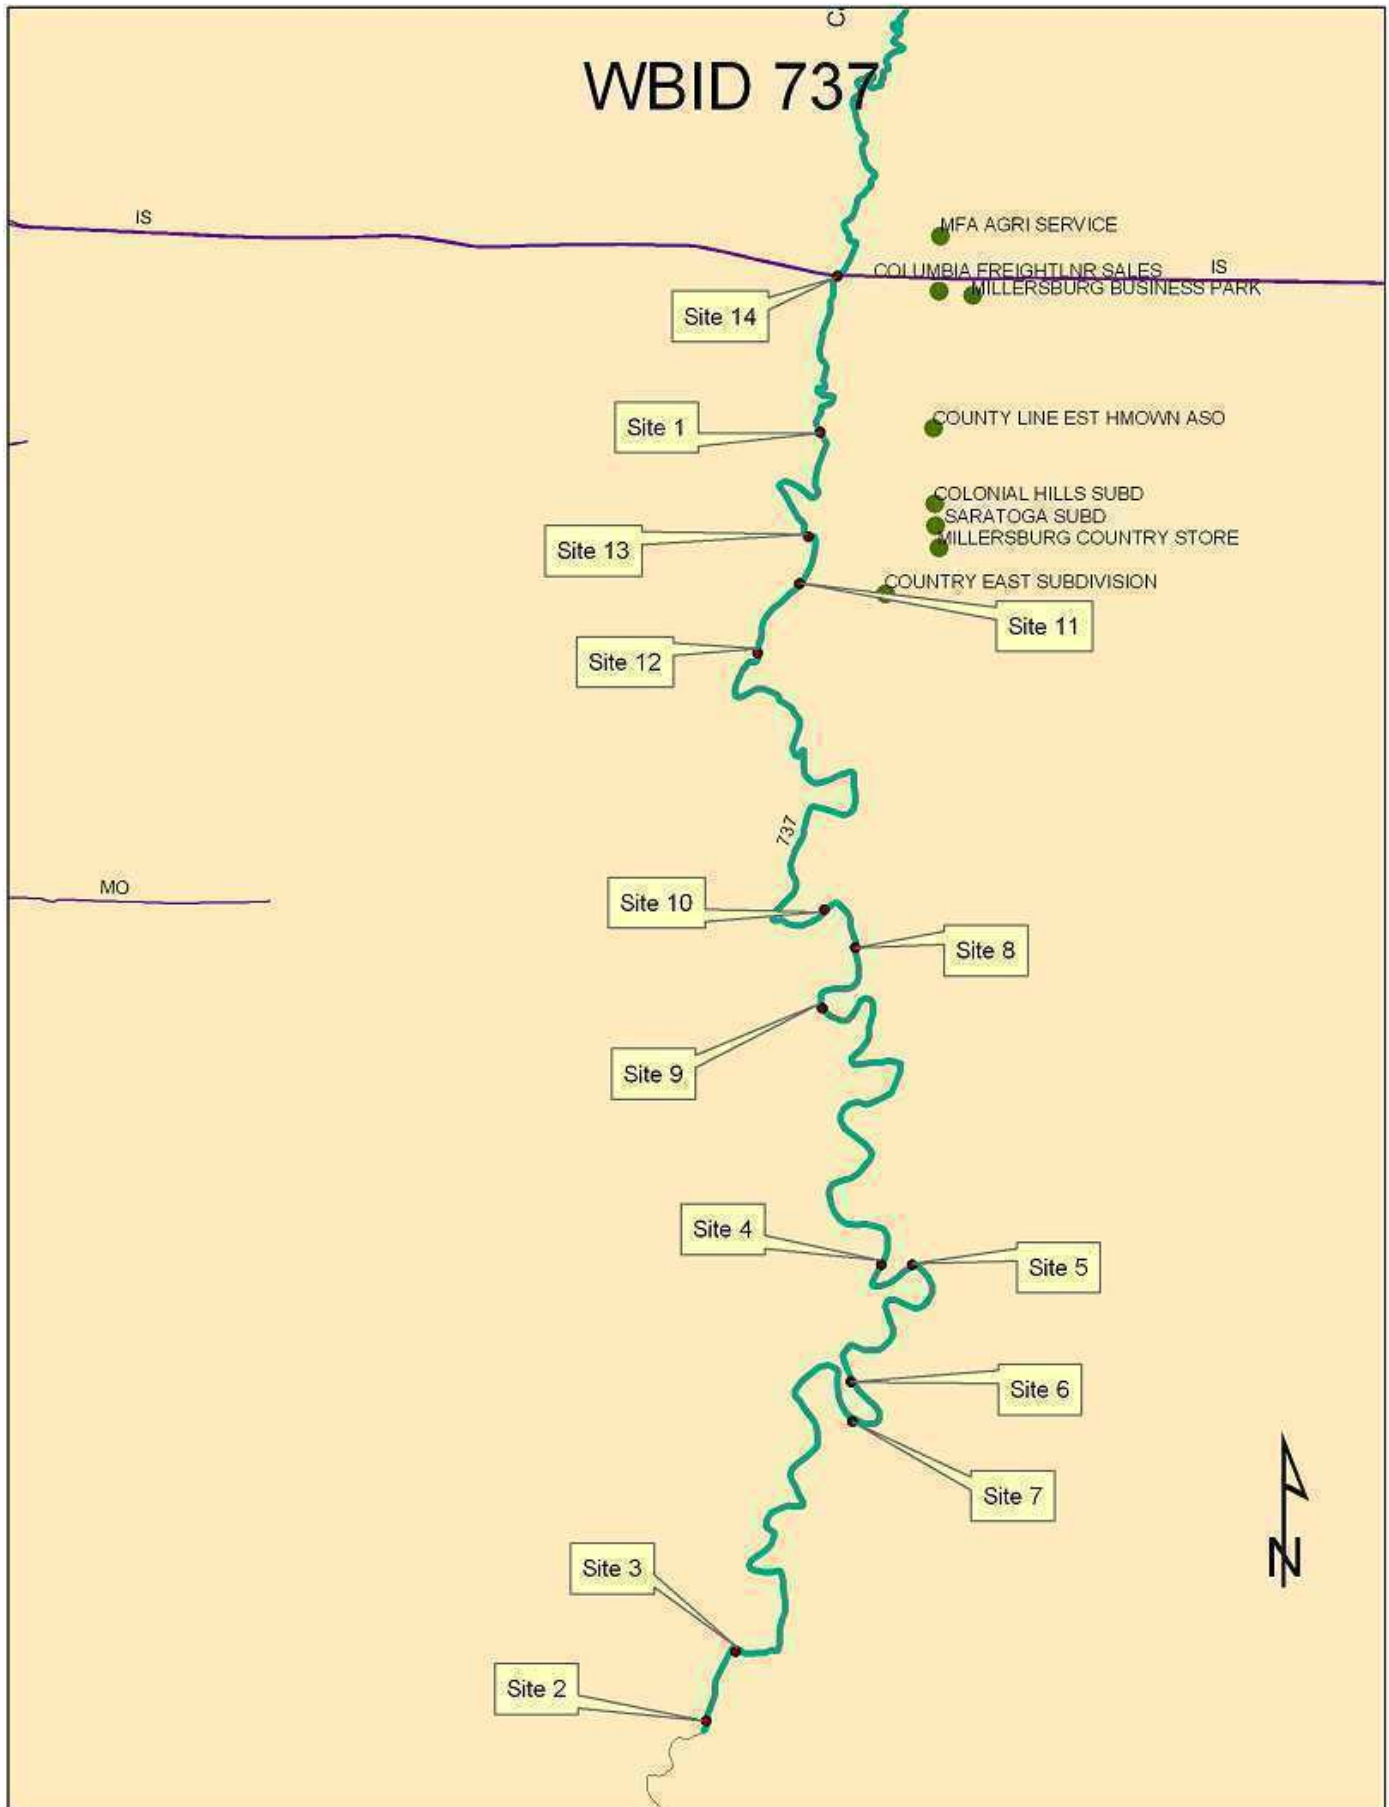 C
WBID 737
IS
MFA AGRI SERVICE
COLUMBIA FREIGHTLNR SALES
IS
MILLERSBURG BUSINESS PARK
Site 14
Site 1
COUNTY LINE EST HMOWN ASO
COLONIAL HILLS SUBD
SARATOGA SUBD
MILLERSBURG COUNTRY STORE
Site 13
COUNTRY EAST SUBDIVISION
Site 11
Site 12
737
MO
Site 10
Site 8
Site 9
Site 4
Site 5
Site 6
Site 7
Site 3
N
Site 2